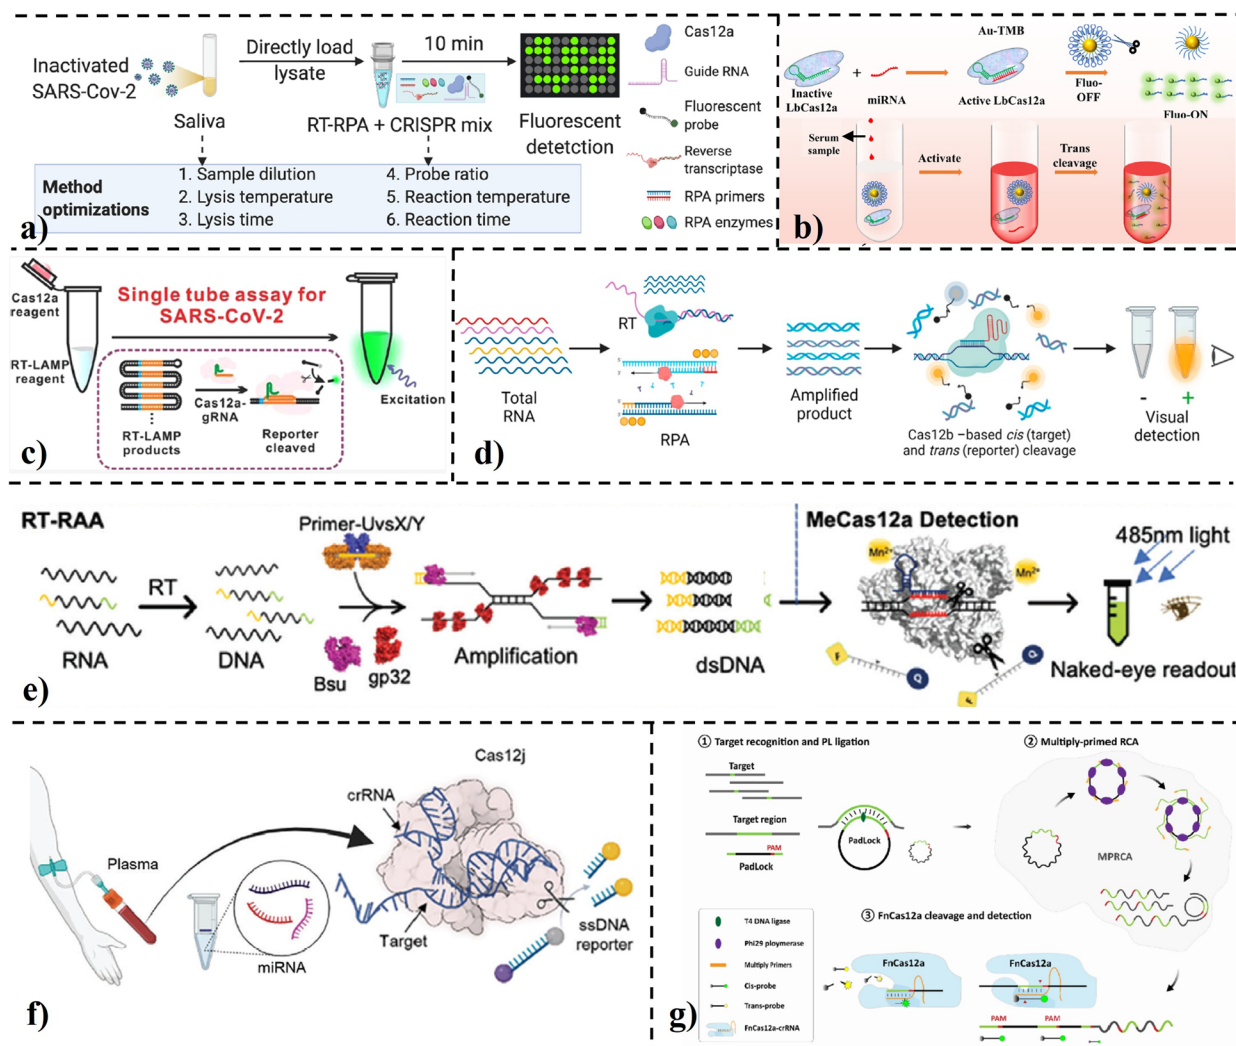 Inactivated
SARS-Cov-2
Directly load
lysate
10 min
Saliva
RT-RPA + CRISPR mix
Fluorescent
detetction
Cas12a
Guide RNA
Fluorescent
probe
Reverse
transcriptase
RPA primers
RPA enzymes
Method
optimizations
1. Sample dilution
2. Lysis temperature
3. Lysis time
4. Probe ratio
5. Reaction temperature
6. Reaction time
a)
Au-TMB
Inactive
LbCas12a
+
miRNA
Active LbCas12a
Fluo-
OFF
Fluo-ON
Serum
sample
Activate
Trans
cleavage
b)
Cas12a
reagent
Single tube assay for
SARS-CoV-2
RT-LAMP
reagent
Cas12a-
gRNA
RT-LAMP
products
Reporter
cleaved
Excitation
c)
Total
RNA
RT
RPA
Amplified
product
Cas12b –based cis (target)
and trans (reporter) cleavage
- +
Visual
detection
d)
RT-RAA
Primer-UvsX/Y
MeCas12a Detection
485nm light
RT
Mn²⁺
Mn²⁺
RNA
DNA
Bsu
gp32
Amplification
dsDNA
F
Q
F
Q
Naked-eye readout
e)
Plasma
miRNA
Cas12j
crRNA
Target
ssDNA
reporter
f)
① Target recognition and PL ligation
Target
Target region
PAM
PadLock
PadLock
② Multiply-primed RCA
MPRCA
③ FnCas12a cleavage and detection
T4 DNA ligase
Phi29 ploymerase
Multiply Primers
Cis-probe
Trans-probe
FnCas12a-crRNA
FnCas12a
FnCas12a
PAM
PAM
g)